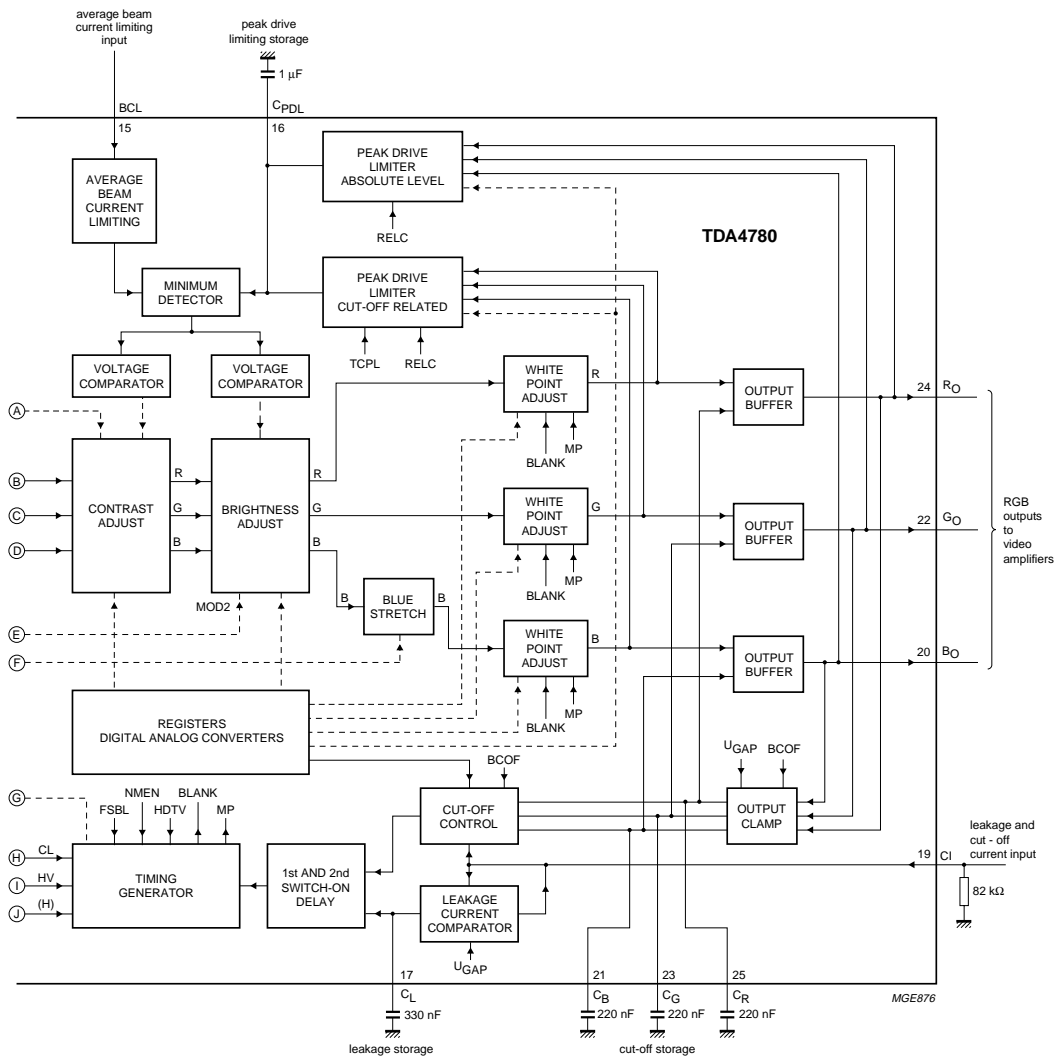 average beam
current limiting
input
peak drive
limiting storage
1 μF
BCL
CPDL
15
16
PEAK DRIVE
LIMITER
ABSOLUTE LEVEL
AVERAGE
BEAM
CURRENT
LIMITING
RELC
TDA4780
MINIMUM
DETECTOR
PEAK DRIVE
LIMITER
CUT-OFF RELATED
TCPL
RELC
VOLTAGE
COMPARATOR
VOLTAGE
COMPARATOR
WHITE
POINT
ADJUST
R
OUTPUT
BUFFER
24
RO
A
MP
BLANK
B
C
D
CONTRAST
ADJUST
R
G
B
BRIGHTNESS
ADJUST
R
G
B
WHITE
POINT
ADJUST
G
OUTPUT
BUFFER
22
GO
RGB
outputs
to
video
amplifiers
MP
BLANK
MOD2
B
BLUE
STRETCH
B
E
F
WHITE
POINT
ADJUST
B
OUTPUT
BUFFER
20
BO
MP
BLANK
REGISTERS
DIGITAL ANALOG CONVERTERS
BCOF
UGAP
BCOF
G
NMEN
BLANK
FSBL
HDTV
MP
CUT-OFF
CONTROL
OUTPUT
CLAMP
leakage and
cut - off
current input
H
CL
I
HV
J
(H)
TIMING
GENERATOR
1st AND 2nd
SWITCH-ON
DELAY
LEAKAGE
CURRENT
COMPARATOR
19
CI
82 kΩ
UGAP
17
21
23
25
CL
CB
CG
CR
MGE876
330 nF
220 nF
220 nF
220 nF
leakage storage
cut-off storage